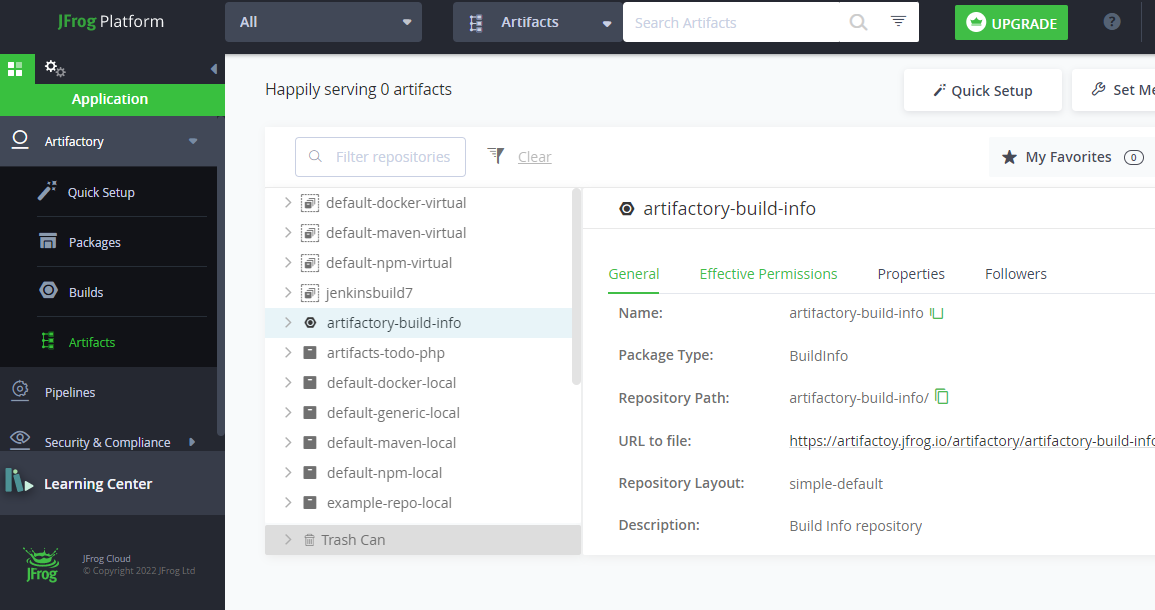 JFrog Platform
All
Artifacts
Search Artifacts
UPGRADE
?
Application
Artifactory
Quick Setup
Packages
Builds
Artifacts
Pipelines
Security & Compliance
Learning Center
JFrog
JFrog Cloud
© Copyright 2022 JFrog Ltd
Happily serving 0 artifacts
Quick Setup
Set Me
Filter repositories
Clear
My Favorites 0
default-docker-virtual
default-maven-virtual
default-npm-virtual
jenkinsbuild7
artifactory-build-info
artifacts-todo-php
default-docker-local
default-generic-local
default-maven-local
default-npm-local
example-repo-local
Trash Can
artifactory-build-info
General Effective Permissions Properties Followers
Name: artifactory-build-info
Package Type: BuildInfo
Repository Path: artifactory-build-info/
URL to file: https://artifactoy.jfrog.io/artifactory/artifactory-build-info
Repository Layout: simple-default
Description: Build Info repository